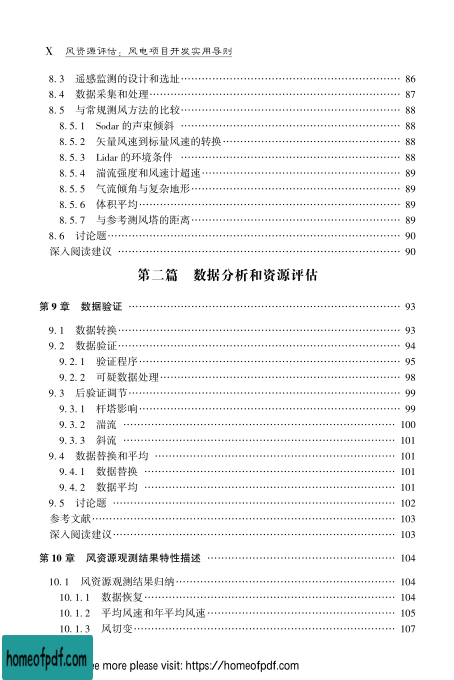 X 风资源评估：风电项目开发实用导则
8.3 遥感监测的设计和选址…………………………………………………… 86
8.4 数据采集和处理…………………………………………………………… 87
8.5 与常规测风方法的比较…………………………………………………… 88
8.5.1 Sodar 的声束倾斜 …………………………………………………… 88
8.5.2 矢量风速到标量风速的转换………………………………………… 88
8.5.3 Lidar 的环境条件 …………………………………………………… 88
8.5.4 湍流强度和风速计超速……………………………………………… 89
8.5.5 气流倾角与复杂地形………………………………………………… 89
8.5.6 体积平均……………………………………………………………… 89
8.5.7 与参考测风塔的距离………………………………………………… 89
8.6 讨论题……………………………………………………………………… 90
深入阅读建议 ………………………………………………………………… 90
第二篇 数据分析和资源评估
第 9 章 数据验证 ……………………………………………………………… 93
9.1 数据转换…………………………………………………………………… 93
9.2 数据验证…………………………………………………………………… 94
9.2.1 验证程序……………………………………………………………… 95
9.2.2 可疑数据处理………………………………………………………… 98
9.3 后验证调节………………………………………………………………… 99
9.3.1 杆塔影响……………………………………………………………… 99
9.3.2 湍流 ………………………………………………………………… 100
9.3.3 斜流 ………………………………………………………………… 101
9.4 数据替换和平均 ………………………………………………………… 101
9.4.1 数据替换 …………………………………………………………… 101
9.4.2 数据平均 …………………………………………………………… 101
9.5 讨论题 …………………………………………………………………… 102
参考文献………………………………………………………………………… 103
深入阅读建议…………………………………………………………………… 103
第 10 章 风资源观测结果特性描述 ………………………………………… 104
10.1 风资源观测结果归纳…………………………………………………… 104
10.1.1 数据恢复……………………………………………………………… 104
10.1.2 平均风速和年平均风速……………………………………………… 105
10.1.3 风切变………………………………………………………………… 107
homeofpdf.com
ee more please visit: https://homeofpdf.com